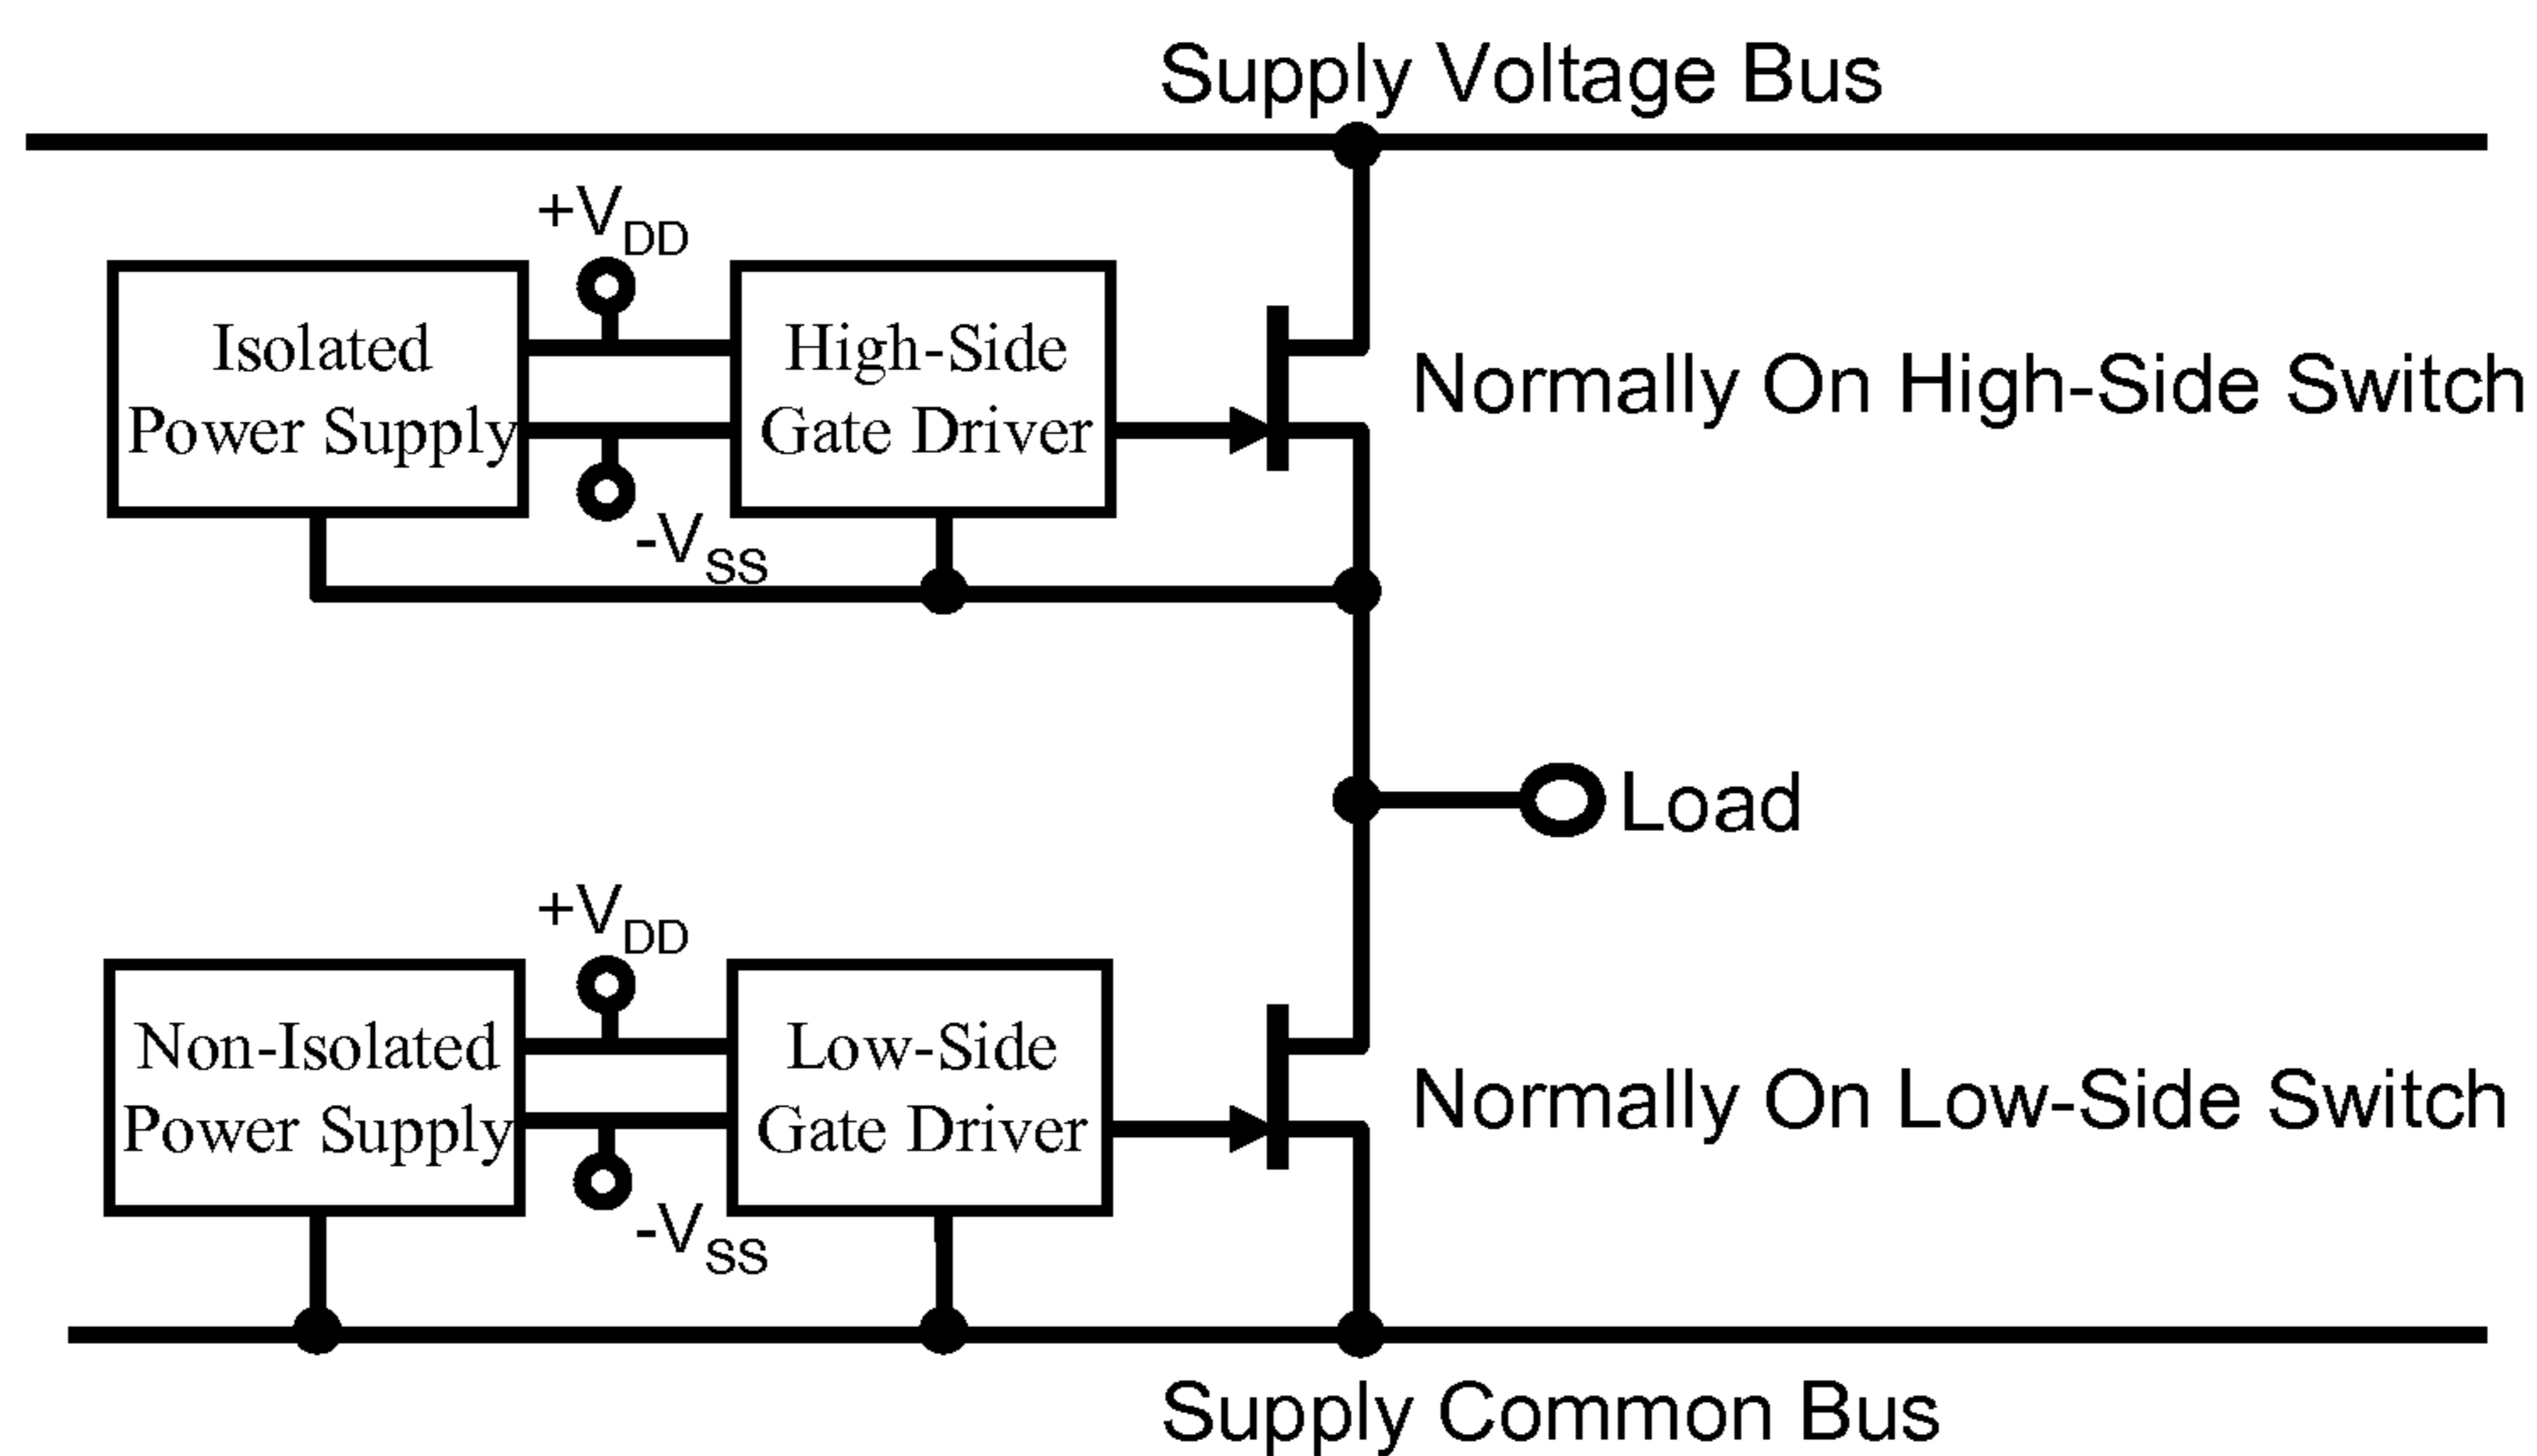 Supply Voltage Bus
+VDD
Isolated
Power Supply
High-Side
Gate Driver
Normally On High-Side Switch
-VSS
Load
+VDD
Non-Isolated
Power Supply
Low-Side
Gate Driver
Normally On Low-Side Switch
-VSS
Supply Common Bus